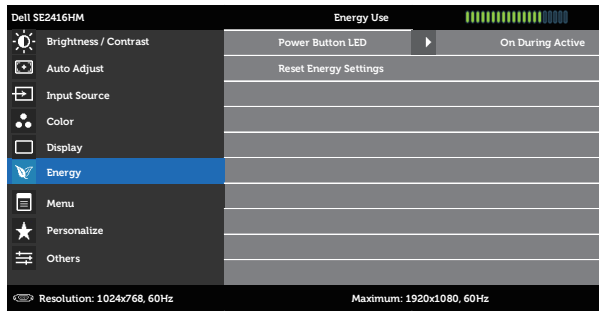 Dell SE2416HM Energy Use
Brightness / Contrast Power Button LED On During Active
Auto Adjust Reset Energy Settings
Input Source
Color
Display
Energy
Menu
Personalize
Others
Resolution: 1024x768, 60Hz Maximum: 1920x1080, 60Hz